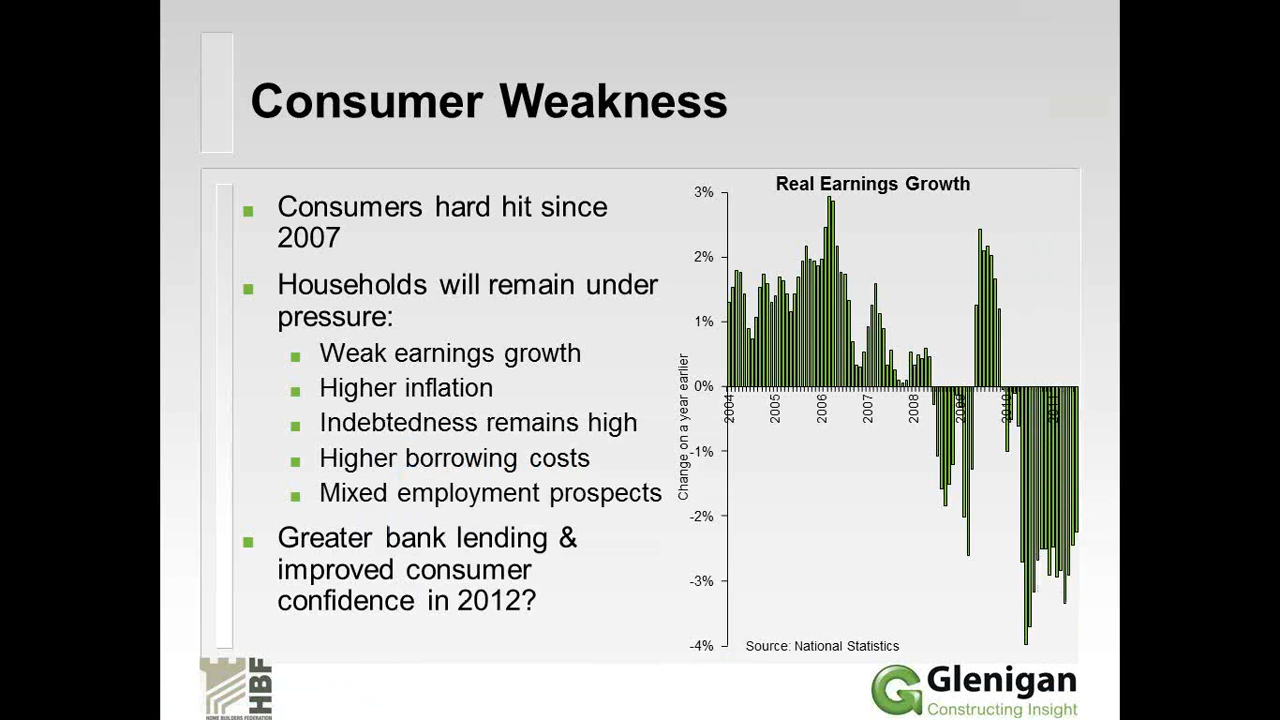 Consumer Weakness
Consumers hard hit since
2007
Households will remain under
pressure:
Weak earnings growth
Higher inflation
Indebtedness remains high
Higher borrowing costs
Mixed employment prospects
Greater bank lending &
improved consumer
confidence in 2012?
Real Earnings Growth
3%
2%
1%
0%
-1%
-2%
-3%
-4%
Change on a year earlier
2004
2005
2006
2007
2008
2009
2010
2011
Source: National Statistics
HBF
HOME BUILDERS FEDERATION
Glenigan
Constructing Insight